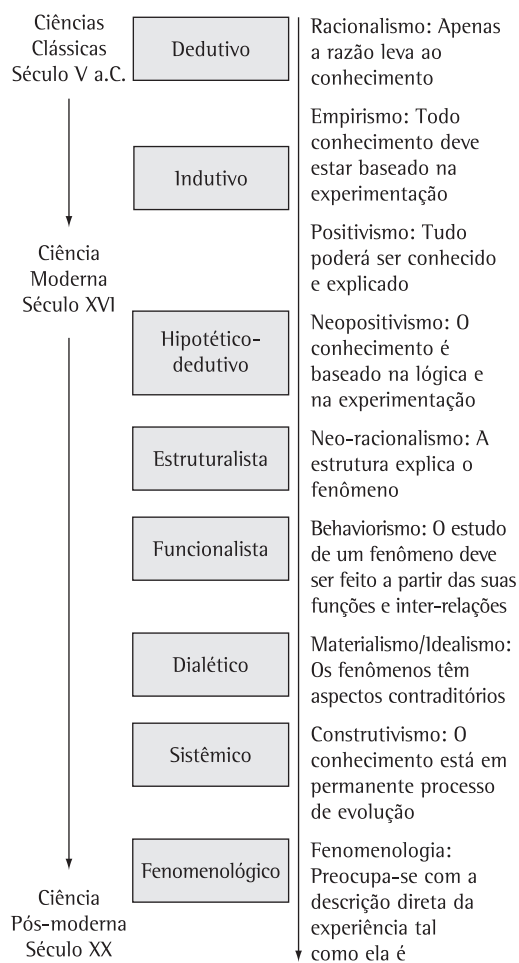 Ciências
Clássicas
Século V a.C.
Dedutivo
Racionalismo: Apenas
a razão leva ao
conhecimento
Indutivo
Empirismo: Todo
conhecimento deve
estar baseado na
experimentação
Ciência
Moderna
Século XVI
Positivismo: Tudo
poderá ser conhecido
e explicado
Hipotético-
dedutivo
Neopositivismo: O
conhecimento é
baseado na lógica e
na experimentação
Estruturalista
Neo-racionalismo: A
estrutura explica o
fenômeno
Funcionalista
Behaviorismo: O estudo
de um fenômeno deve
ser feito a partir das suas
funções e inter-relações
Dialético
Materialismo/Idealismo:
Os fenômenos têm
aspectos contraditórios
Sistêmico
Construtivismo: O
conhecimento está em
permanente processo
de evolução
Fenomenológico
Fenomenologia:
Preocupa-se com a
descrição direta da
experiência tal
como ela é
Ciência
Pós-moderna
Século XX